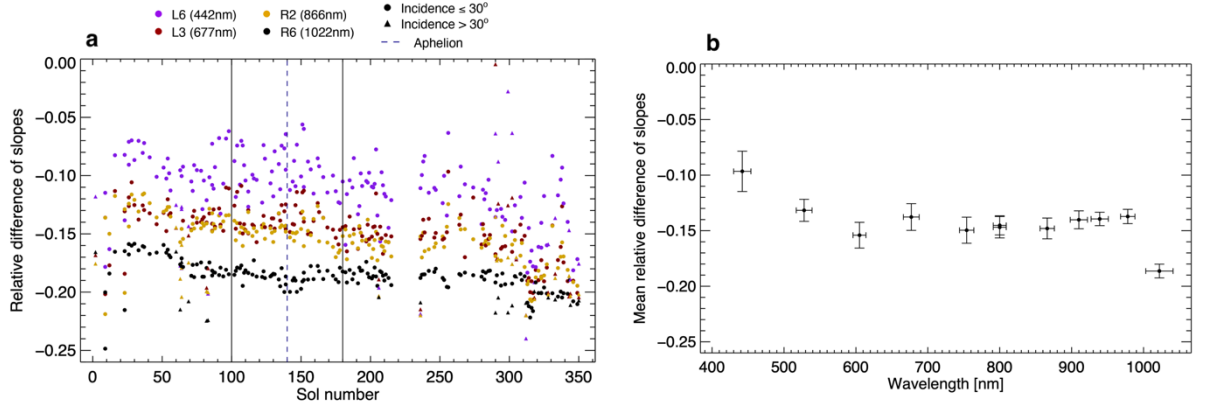 L6 (442nm) R2 (866nm) Incidence ≤ 30°
L3 (677nm) R6 (1022nm) Incidence > 30°
Aphelion
a
Relative difference of slopes
0.00
−0.05
−0.10
−0.15
−0.20
−0.25
0 50 100 150 200 250 300 350
Sol number
b
Mean relative difference of slopes
0.00
−0.05
−0.10
−0.15
−0.20
−0.25
400 500 600 700 800 900 1000
Wavelength [nm]